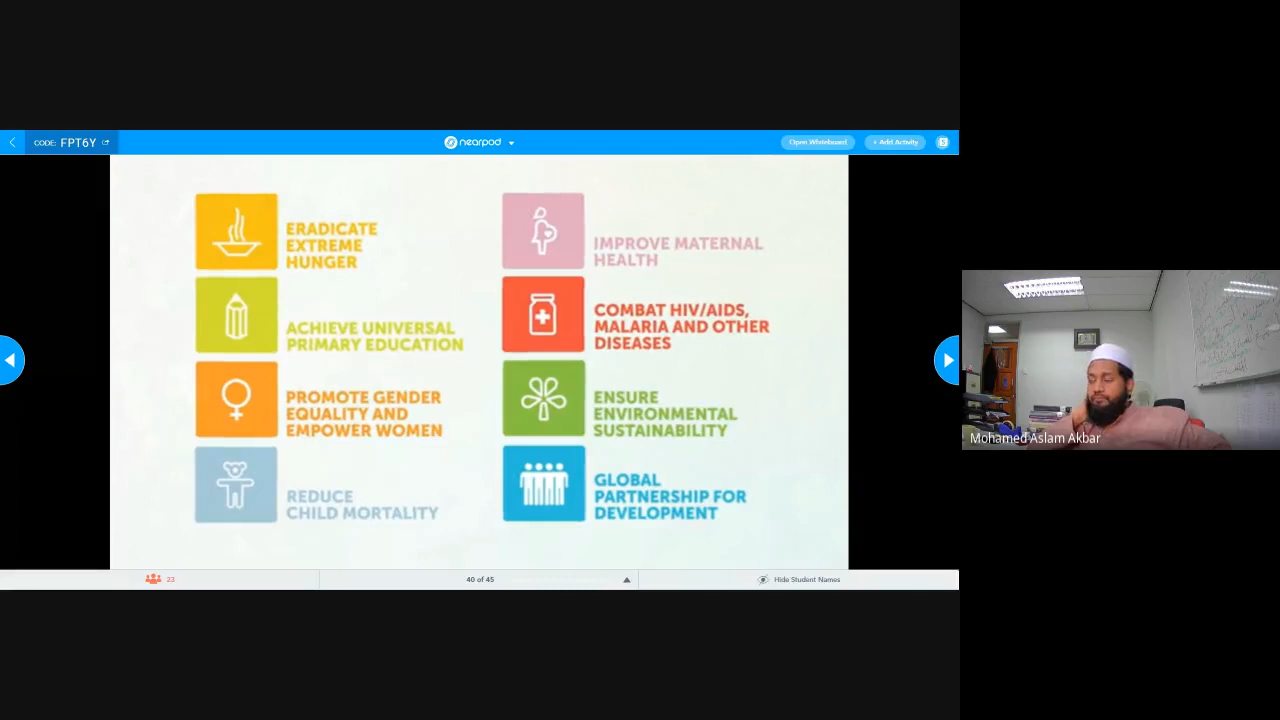 CODE: FPT6Y
nearpod
Open Whiteboard
+ Add Activity
ERADICATE
EXTREME
HUNGER
ACHIEVE UNIVERSAL
PRIMARY EDUCATION
PROMOTE GENDER
EQUALITY AND
EMPOWER WOMEN
REDUCE
CHILD MORTALITY
IMPROVE MATERNAL
HEALTH
COMBAT HIV/AIDS,
MALARIA AND OTHER
DISEASES
ENSURE
ENVIRONMENTAL
SUSTAINABILITY
GLOBAL
PARTNERSHIP FOR
DEVELOPMENT
23
40 of 45
Hide Student Names
Mohamed Aslam Akbar